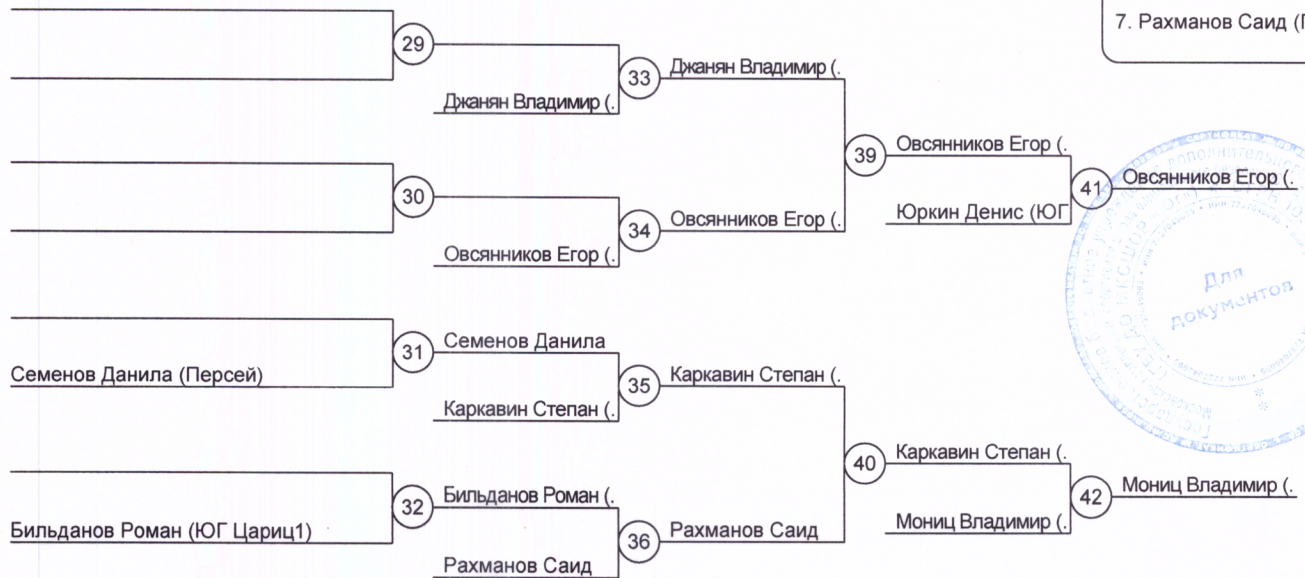 7. Рахманов Саид (
29
33
Джанян Владимир (.
Джанян Владимир (.
39
Овсянников Егор (.
41
Овсянников Егор (.
30
34
Овсянников Егор (.
Юркин Денис (ЮГ
Овсянников Егор (.
Для
документов
31
Семенов Данила
Семенов Данила (Персей)
35
Каркавин Степан (.
Каркавин Степан (.
40
Каркавин Степан (.
42
Мониц Владимир (.
32
Бильданов Роман (.
Бильданов Роман (ЮГ Цариц1)
36
Рахманов Саид
Мониц Владимир (.
Рахманов Саид